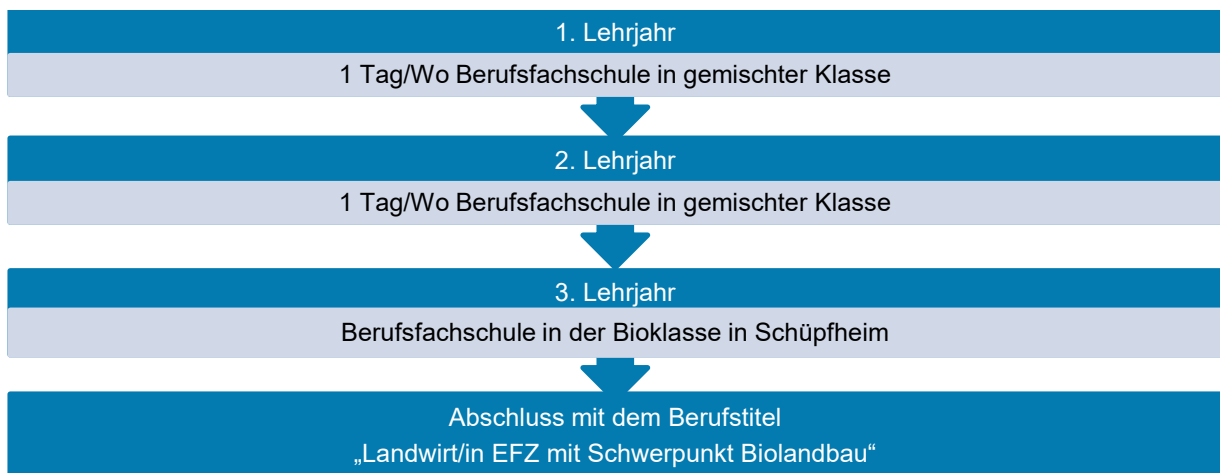 1. Lehrjahr
1 Tag/Wo Berufsfachschule in gemischter Klasse
2. Lehrjahr
1 Tag/Wo Berufsfachschule in gemischter Klasse
3. Lehrjahr
Berufsfachschule in der Bioklasse in Schüpfheim
Abschluss mit dem Berufstitel
„Landwirt/in EFZ mit Schwerpunkt Biolandbau“